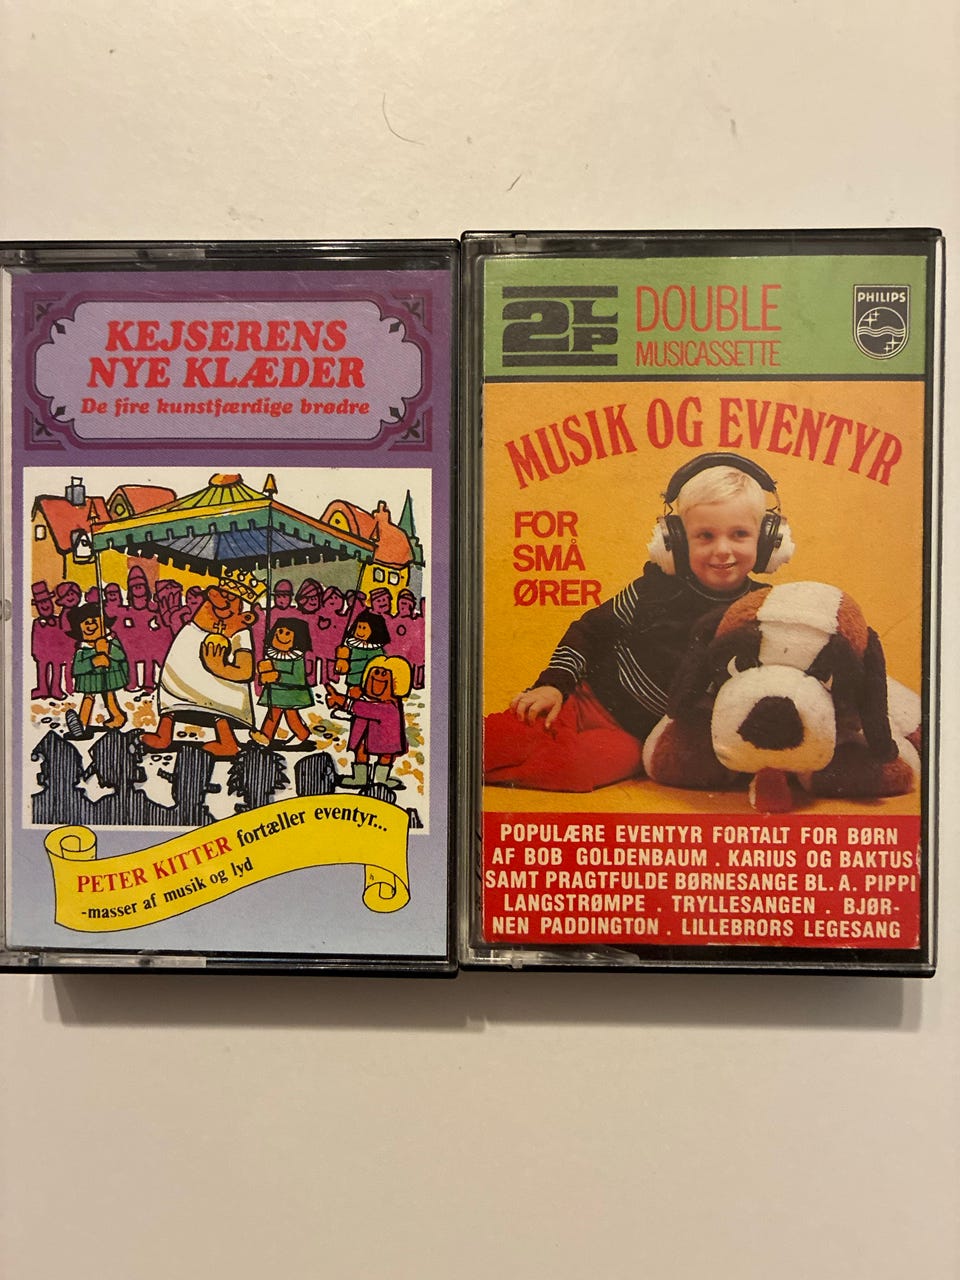 KEJSERENS
NYE KLÆDER
De fire kunstfærdige brødre
PETER KITTER fortæller eventyr...
-masser af musik og lyd
2LP
DOUBLE
MUSICASSETTE
PHILIPS
MUSIK OG EVENTYR
FOR
SMÅ
ØRER
POPULÆRE EVENTYR FORTALT FOR BØRN
AF BOB GOLDENBAUM . KARIUS OG BAKTUS
SAMT PRAGTFULDE BØRNESANGE BL. A. PIPPI
LANGSTRØMPE . TRYLLESANGEN . BJØR-
NEN PADDINGTON . LILLEBRORS LEGESANG